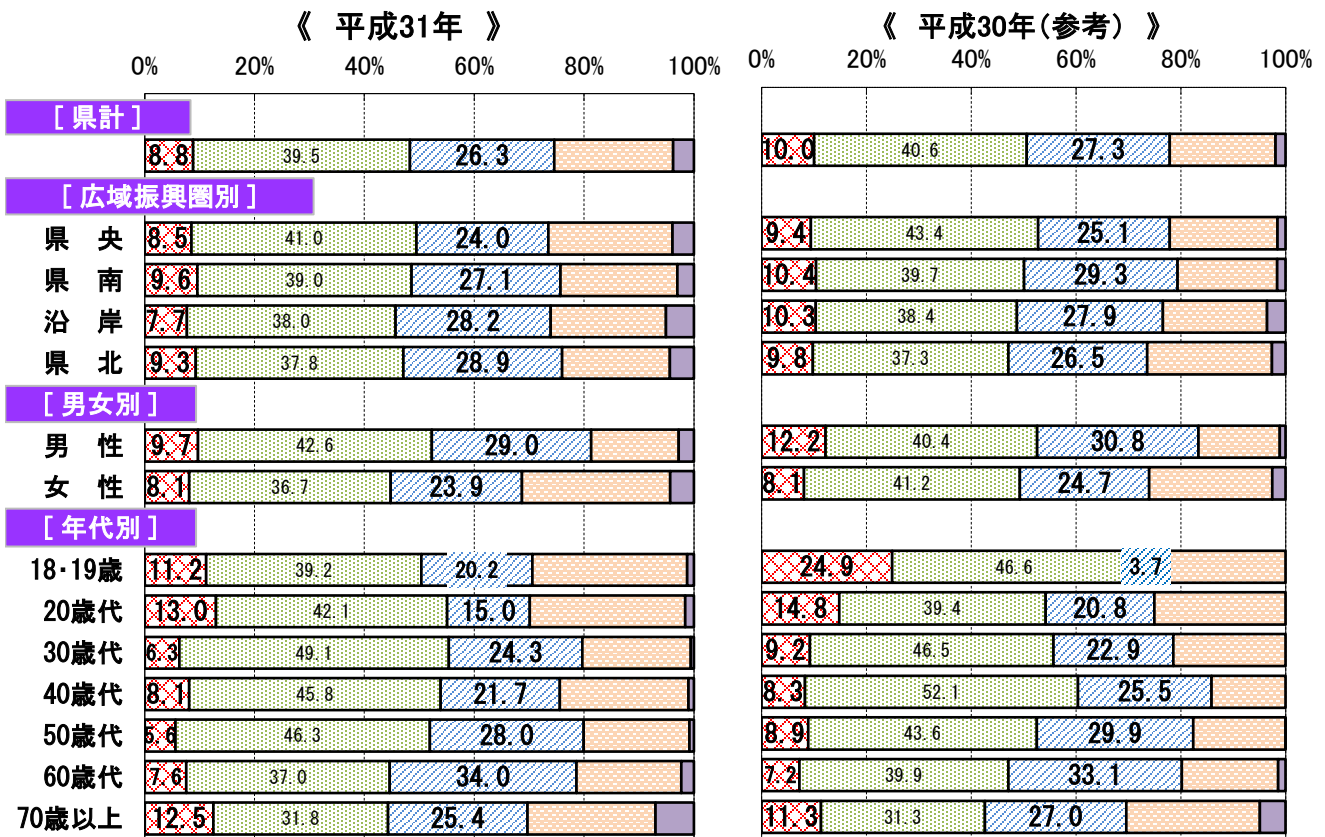 《 平成31年 》 《 平成30年(参考) 》
0% 20% 40% 60% 80% 100% 0% 20% 40% 60% 80% 100%
[ 県計 ]
8.8 39.5 26.3 10.0 40.6 27.3
[ 広域振興圏別 ]
県 央 8.5 41.0 24.0 9.4 43.4 25.1
県 南 9.6 39.0 27.1 10.4 39.7 29.3
沿 岸 7.7 38.0 28.2 10.3 38.4 27.9
県 北 9.3 37.8 28.9 9.8 37.3 26.5
[ 男女別 ]
男 性 9.7 42.6 29.0 12.2 40.4 30.8
女 性 8.1 36.7 23.9 8.1 41.2 24.7
[ 年代別 ]
18・19歳 11.2 39.2 20.2 24.9 46.6 3.7
20歳代 13.0 42.1 15.0 14.8 39.4 20.8
30歳代 6.3 49.1 24.3 9.2 46.5 22.9
40歳代 8.1 45.8 21.7 8.3 52.1 25.5
50歳代 5.6 46.3 28.0 8.9 43.6 29.9
60歳代 7.6 37.0 34.0 7.2 39.9 33.1
70歳以上 12.5 31.8 25.4 11.3 31.3 27.0